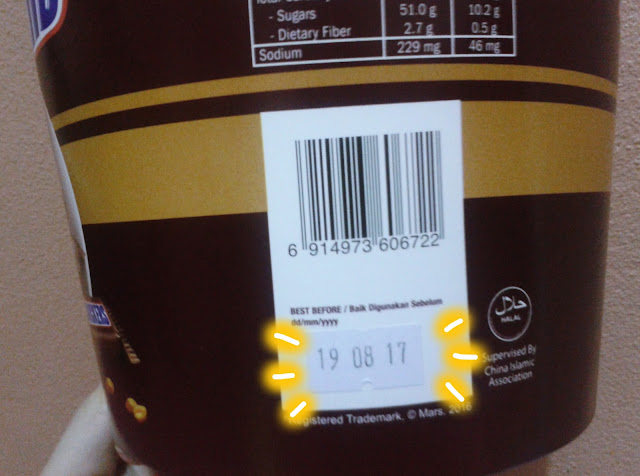 - Sugars 51.0 g 10.2 g
- Dietary Fiber 2.7 g 0.5 g
Sodium 229 mg 46 mg
6 914973 606722
BEST BEFORE / Baik Digunakan Sebelum
dd/mm/yyyy
19 08 17
حلال
HALAL
Supervised By
China Islamic
Association
Registered Trademark, © Mars. 2016